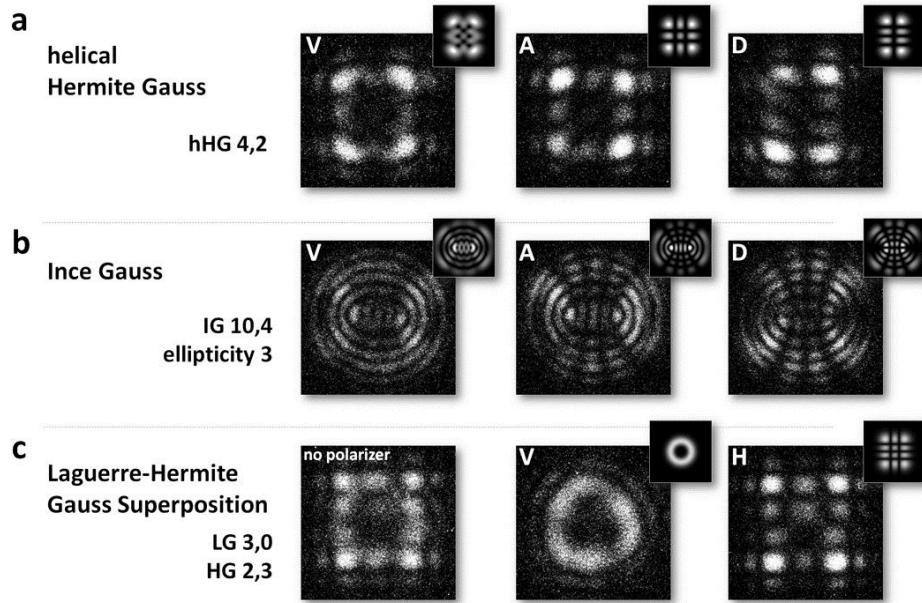 a
helical
Hermite Gauss
hHG 4,2
V
A
D
b
Ince Gauss
IG 10,4
ellipticity 3
V
A
D
c
Laguerre-Hermite
Gauss Superposition
LG 3,0
HG 2,3
no polarizer
V
H